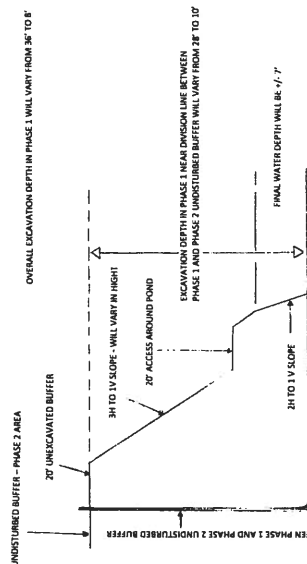 OVERALL EXCAVATION DEPTH IN PHASE 1 WILL VARY FROM 36' TO 8'
UNDISTURBED BUFFER – PHASE 2 AREA
20' UNEXCAVATED BUFFER
3H TO 1V SLOPE - WILL VARY IN HIGHT
EXCAVATION DEPTH IN PHASE 1 NEAR DIVISION LINE BETWEEN
PHASE 1 AND PHASE 2 UNDISTURBED BUFFER WILL VARY FROM 28' TO 10'
20' ACCESS AROUND POND
FINAL WATER DEPTH WILL BE +/- 7'
2H TO 1 V SLOPE
EEN PHASE 1 AND PHASE 2 UNDISTURBED BUFFER